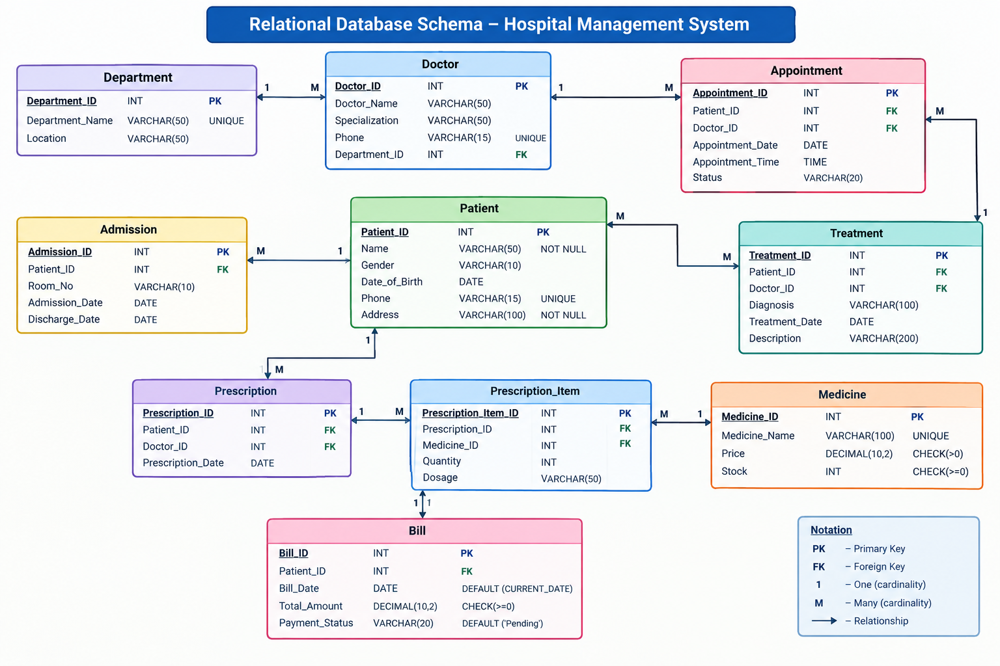 Relational Database Schema – Hospital Management System
Department
Department_ID INT PK
Department_Name VARCHAR(50) UNIQUE
Location VARCHAR(50)
1 M
Doctor
Doctor_ID INT PK
Doctor_Name VARCHAR(50)
Specialization VARCHAR(50)
Phone VARCHAR(15) UNIQUE
Department_ID INT FK
1 M
Appointment
Appointment_ID INT PK
Patient_ID INT FK
Doctor_ID INT FK
Appointment_Date DATE
Appointment_Time TIME
Status VARCHAR(20)
M
1
Admission
Admission_ID INT PK
Patient_ID INT FK
Room_No VARCHAR(10)
Admission_Date DATE
Discharge_Date DATE
M 1
Patient
Patient_ID INT PK
Name VARCHAR(50) NOT NULL
Gender VARCHAR(10)
Date_of_Birth DATE
Phone VARCHAR(15) UNIQUE
Address VARCHAR(100) NOT NULL
M
M
Treatment
Treatment_ID INT PK
Patient_ID INT FK
Doctor_ID INT FK
Diagnosis VARCHAR(100)
Treatment_Date DATE
Description VARCHAR(200)
1
1 M
Prescription
Prescription_ID INT PK
Patient_ID INT FK
Doctor_ID INT FK
Prescription_Date DATE
1 M
Prescription_Item
Prescription_Item_ID INT PK
Prescription_ID INT FK
Medicine_ID INT FK
Quantity INT
Dosage VARCHAR(50)
M 1
Medicine
Medicine_ID INT PK
Medicine_Name VARCHAR(100) UNIQUE
Price DECIMAL(10,2) CHECK(>0)
Stock INT CHECK(>=0)
1 1
Bill
Bill_ID INT PK
Patient_ID INT FK
Bill_Date DATE DEFAULT (CURRENT_DATE)
Total_Amount DECIMAL(10,2) CHECK(>=0)
Payment_Status VARCHAR(20) DEFAULT ('Pending')
Notation
PK – Primary Key
FK – Foreign Key
1 – One (cardinality)
M – Many (cardinality)
– Relationship